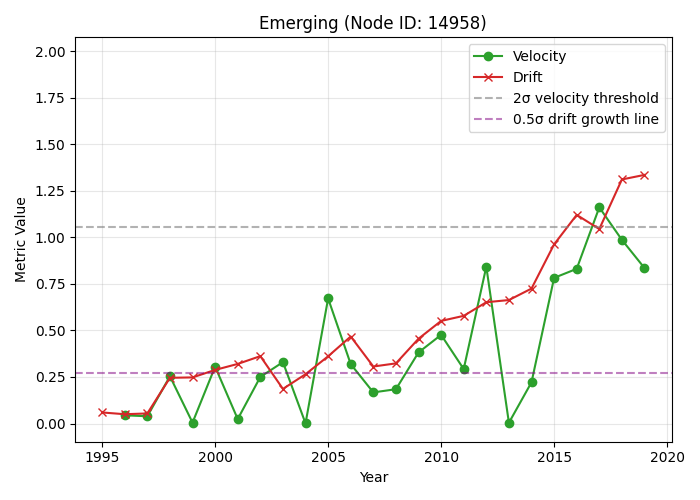 Emerging (Node ID: 14958)
2.00
1.75
1.50
1.25
1.00
0.75
0.50
0.25
0.00
Metric Value
Velocity
Drift
2σ velocity threshold
0.5σ drift growth line
1995
2000
2005
2010
2015
2020
Year